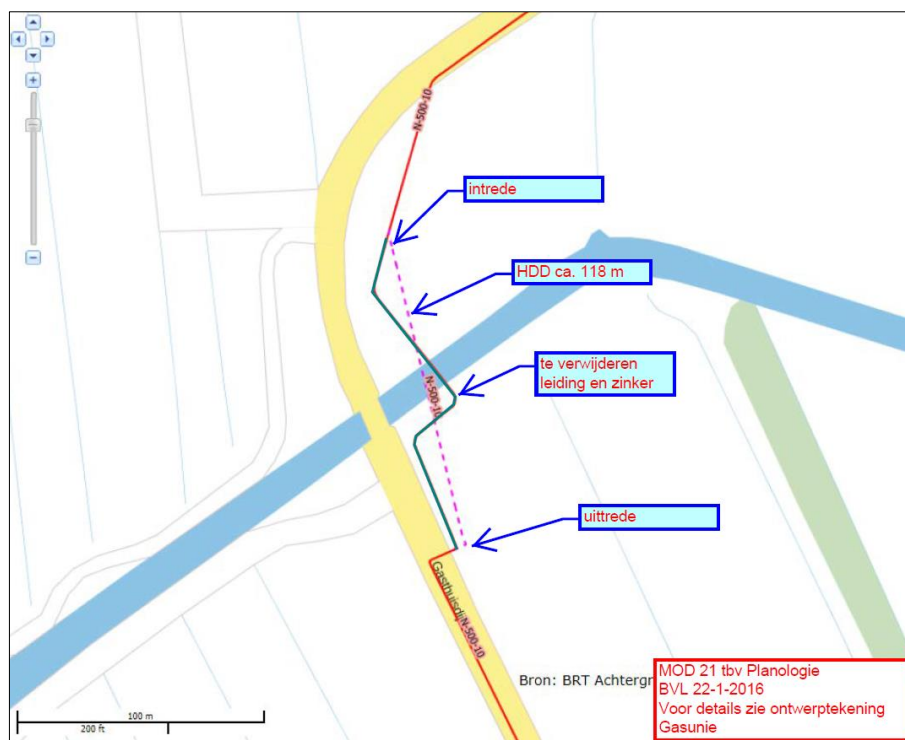 N-500-10
intrede
HDD ca. 118 m
te verwijderen
leiding en zinker
N-500-10
uittrede
Gasthuisdij
N-500-10
Bron: BRT Achtergr
MOD 21 tbv Planologie
BVL 22-1-2016
Voor details zie ontwerptekening
Gasunie
100 m
200 ft